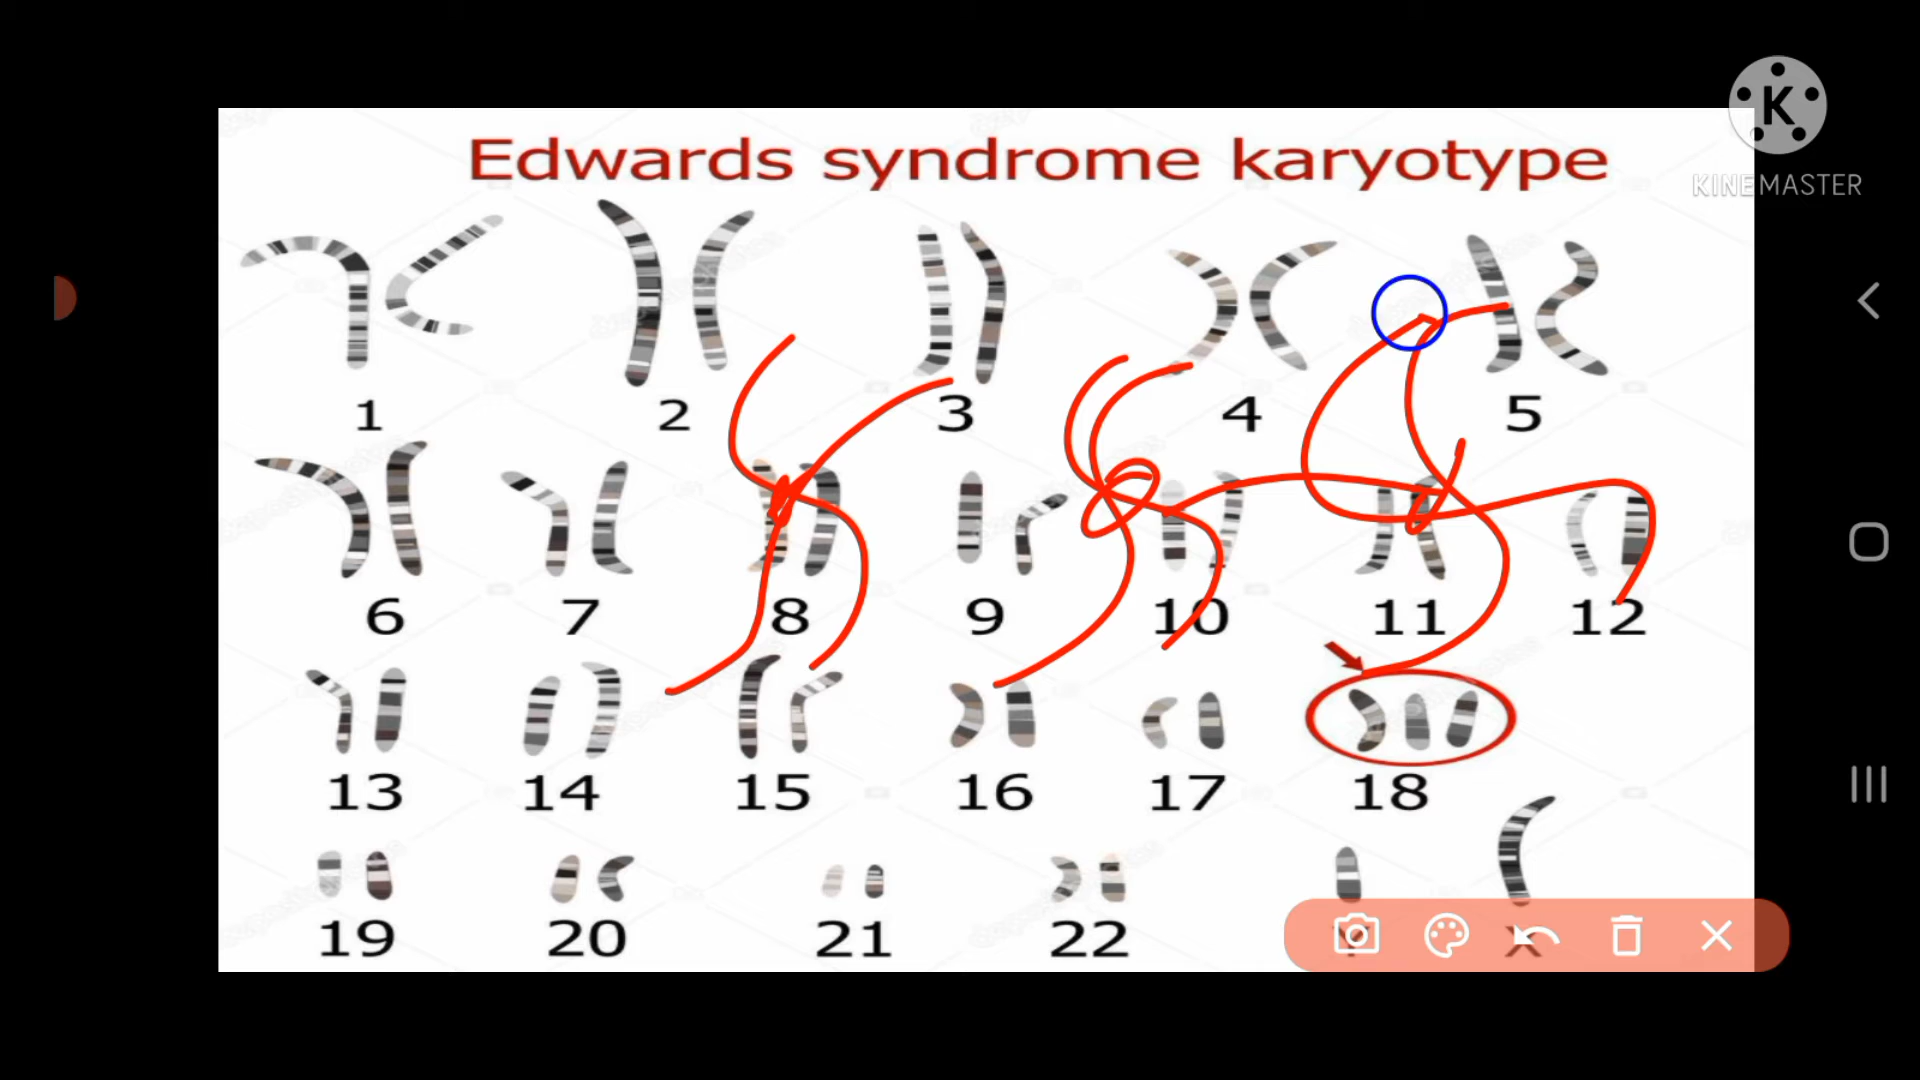 KINEMASTER
Edwards syndrome karyotype
1 2 3 4 5
6 7 8 9 10 11 12
13 14 15 16 17 18
19 20 21 22 Y X